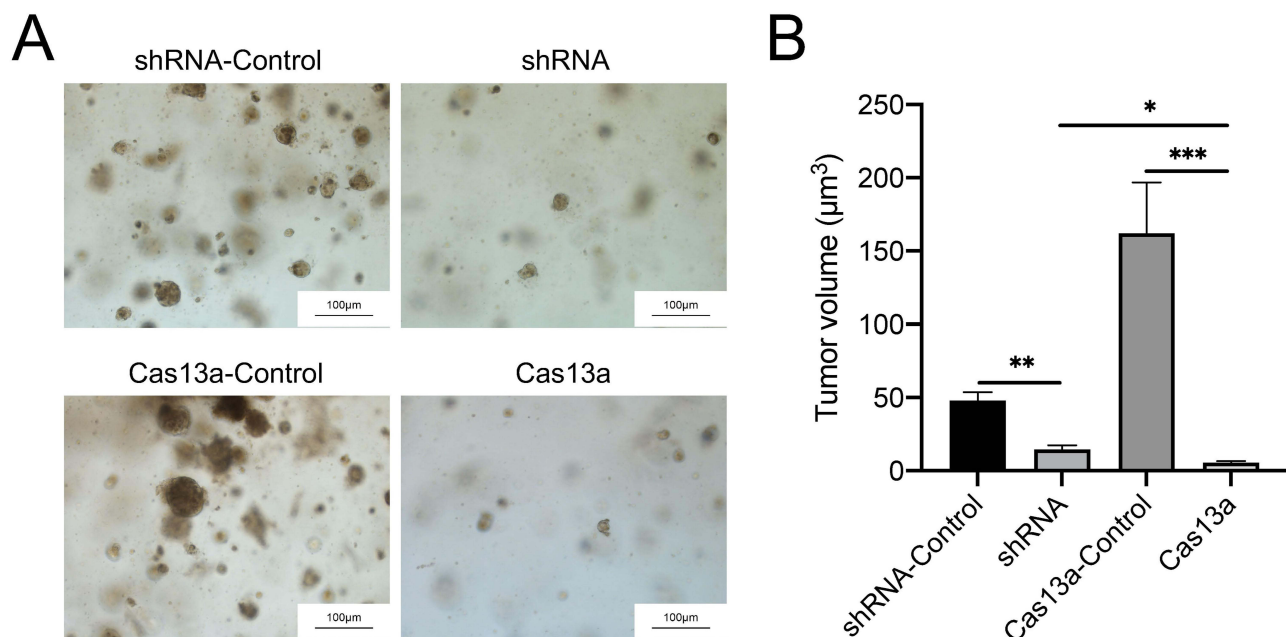 A
shRNA-Control
shRNA
100µm
100µm
Cas13a-Control
Cas13a
100µm
100µm
B
Tumor volume (µm³)
250
200
150
100
50
0
*
***
**
shRNA-Control
shRNA
Cas13a-Control
Cas13a